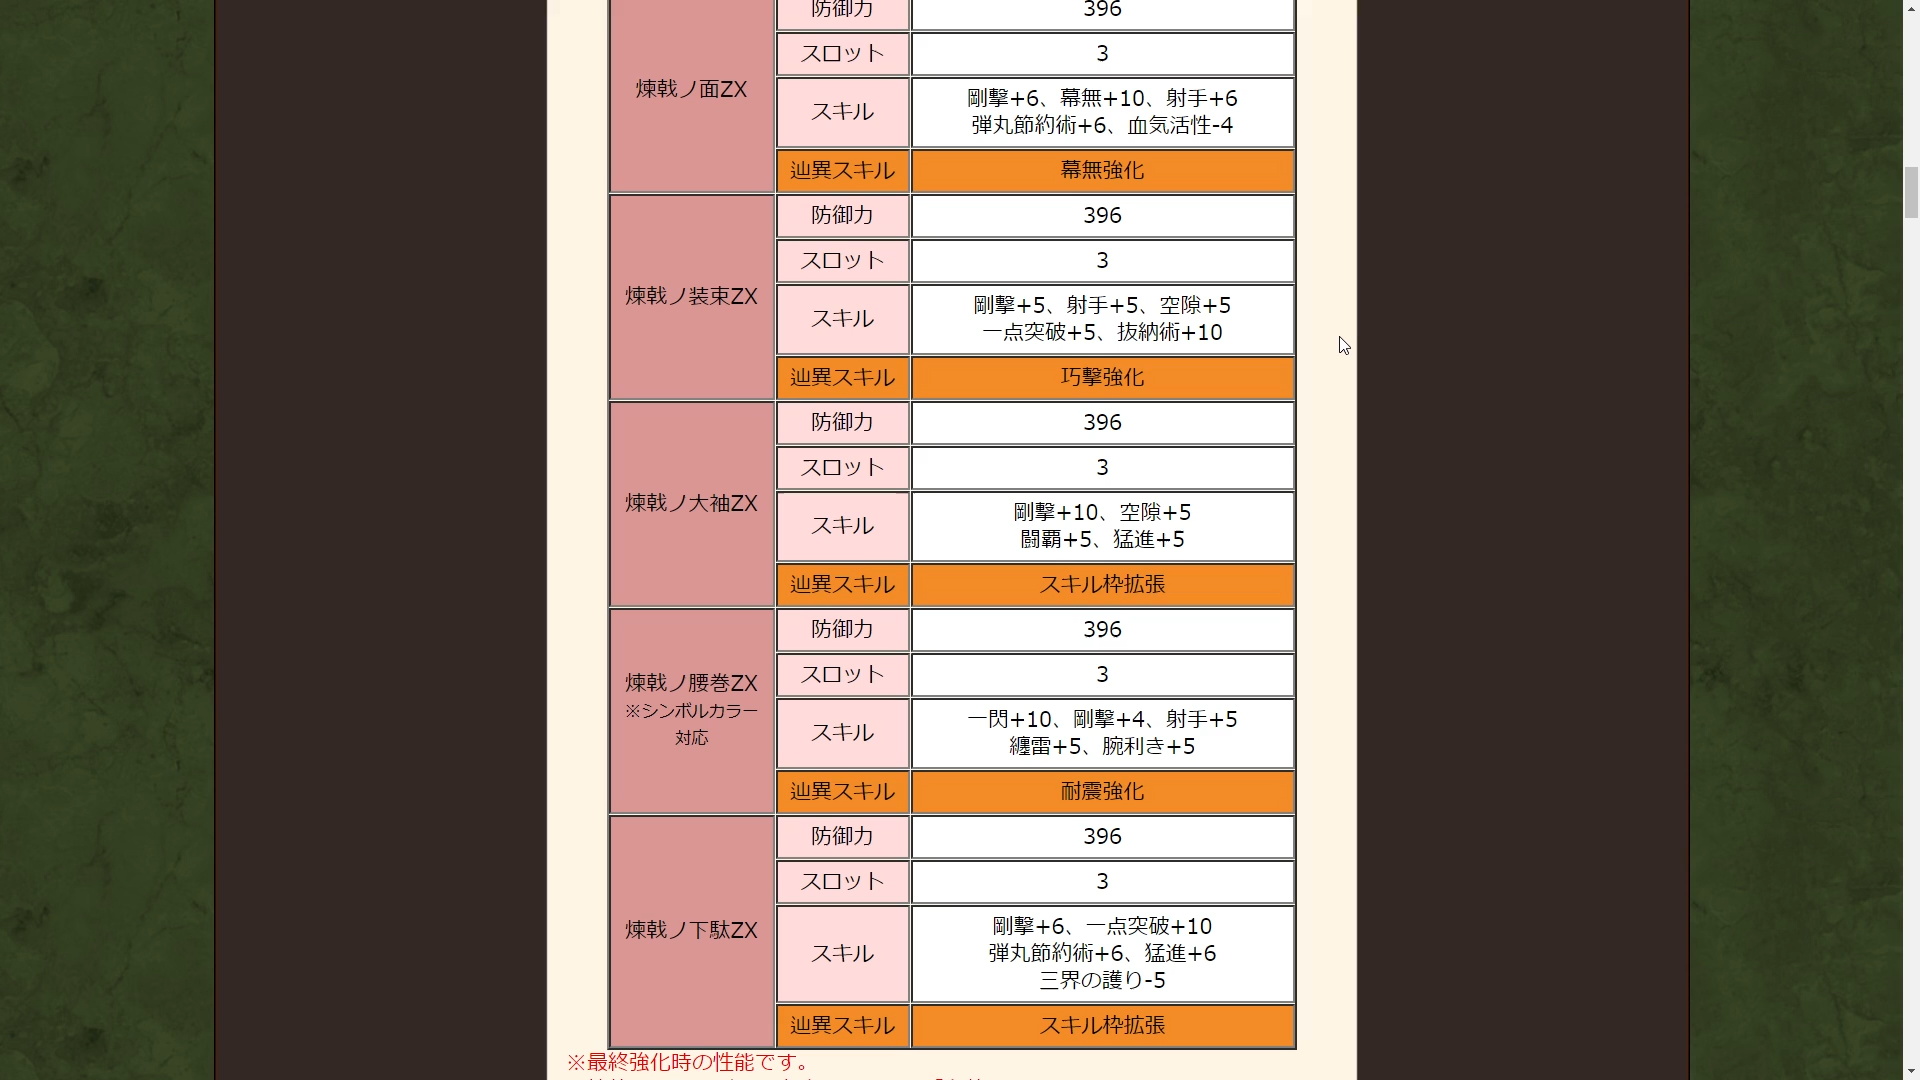 防御力 396
スロット 3
煉戟ノ面ZX
スキル
剛撃+6、幕無+10、射手+6
弾丸節約術+6、血気活性-4
辿異スキル 幕無強化
防御力 396
スロット 3
煉戟ノ装束ZX
スキル
剛撃+5、射手+5、空隙+5
一点突破+5、抜納術+10
辿異スキル 巧撃強化
防御力 396
スロット 3
煉戟ノ大袖ZX
スキル
剛撃+10、空隙+5
闘覇+5、猛進+5
辿異スキル スキル枠拡張
防御力 396
スロット 3
煉戟ノ腰巻ZX
※シンボルカラー
対応
スキル
一閃+10、剛撃+4、射手+5
纏雷+5、腕利き+5
辿異スキル 耐震強化
防御力 396
スロット 3
煉戟ノ下駄ZX
スキル
剛撃+6、一点突破+10
弾丸節約術+6、猛進+6
三界の護り-5
辿異スキル スキル枠拡張
※最終強化時の性能です。